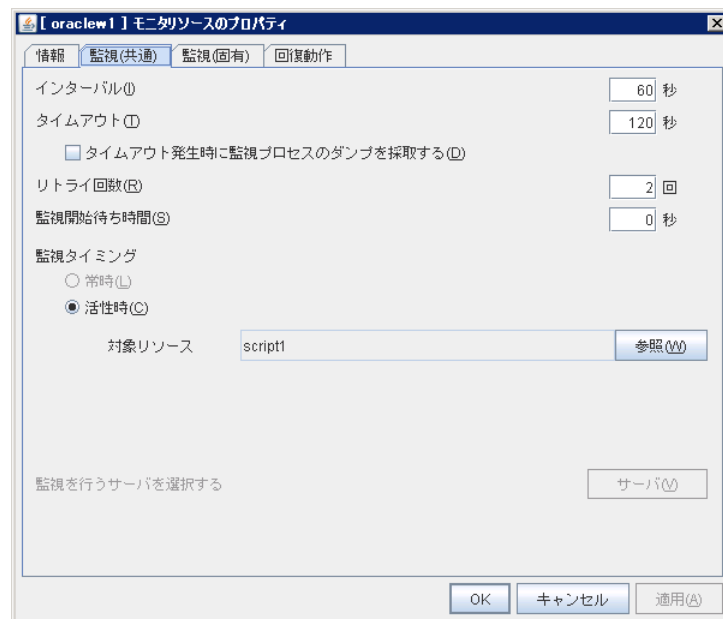 [ oraclew1 ] モニタリソースのプロパティ
情報 監視(共通) 監視(固有) 回復動作
インターバル(I) 60 秒
タイムアウト(T) 120 秒
タイムアウト発生時に監視プロセスのダンプを採取する(D)
リトライ回数(R) 2 回
監視開始待ち時間(S) 0 秒
監視タイミング
常時(L)
活性時(C)
対象リソース script1 参照(W)
監視を行うサーバを選択する サーバ(V)
OK キャンセル 適用(A)